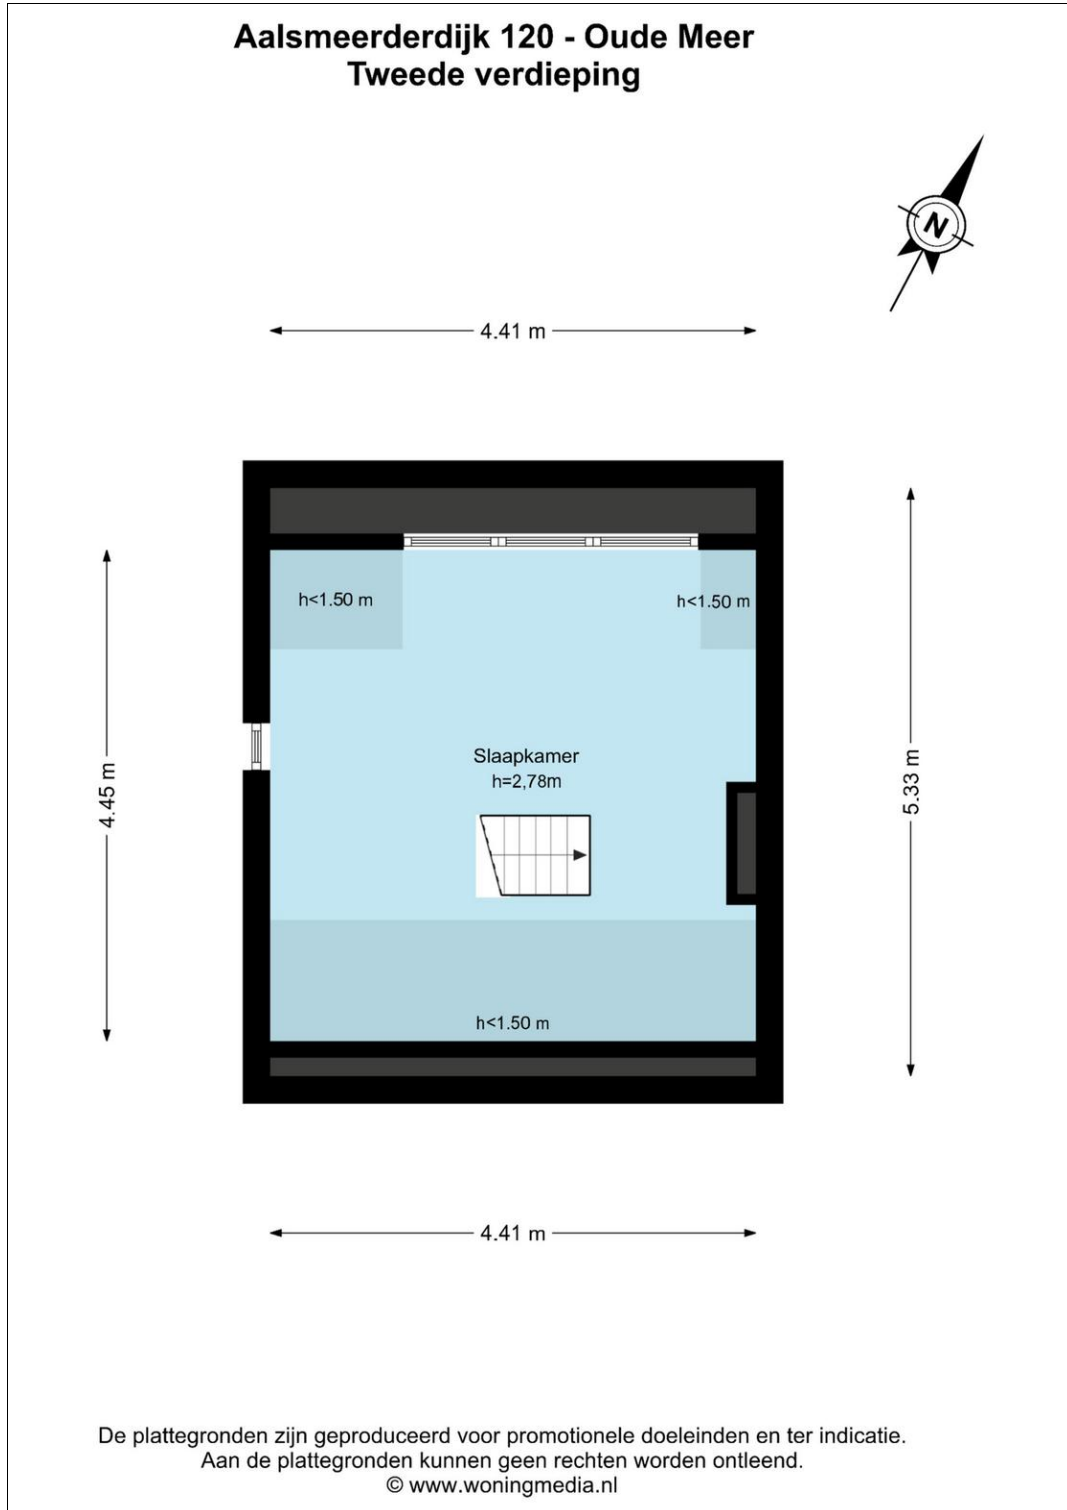 Aalsmeerderdijk 120 - Oude Meer
Tweede verdieping
N
4.41 m
h<1.50 m
h<1.50 m
Slaapkamer
h=2,78m
4.45 m
5.33 m
h<1.50 m
4.41 m
De plattegronden zijn geproduceerd voor promotionele doeleinden en ter indicatie.
Aan de plattegronden kunnen geen rechten worden ontleend.
© www.woningmedia.nl